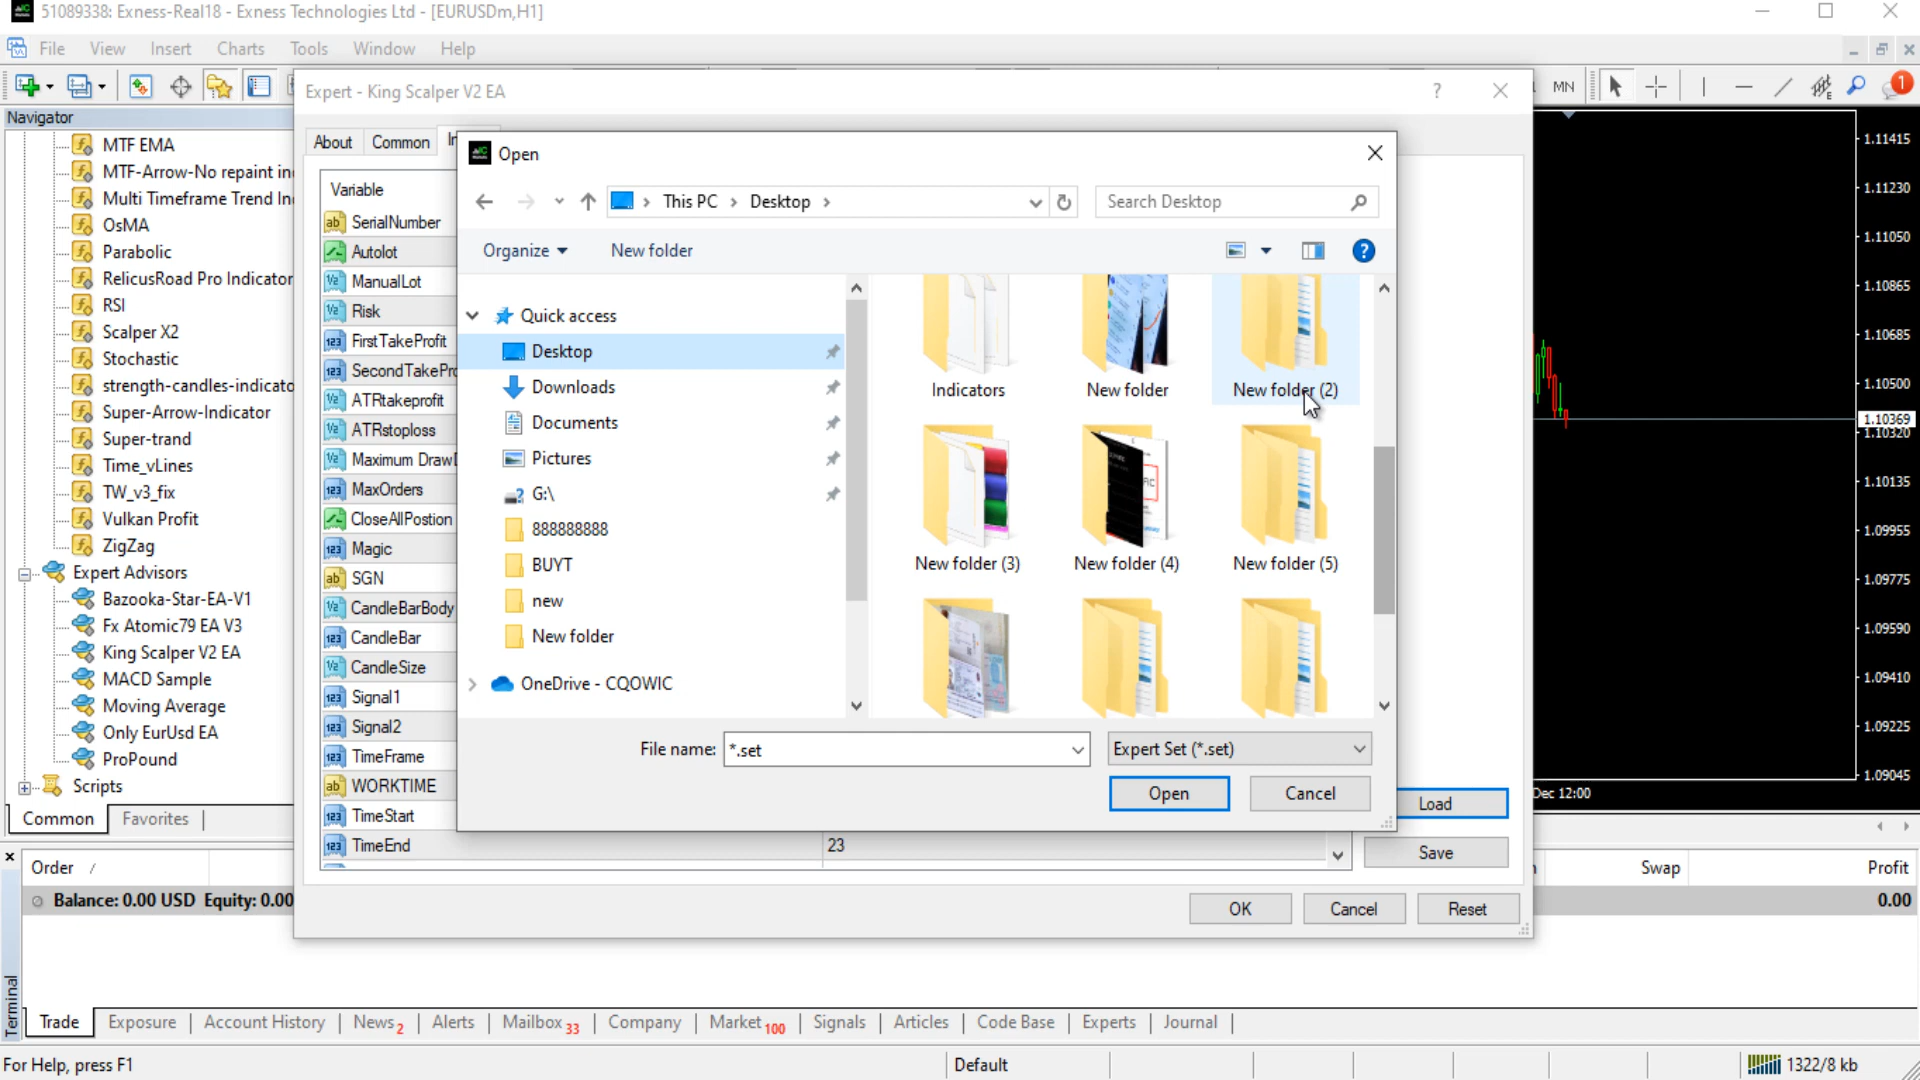 51089338: Exness-Real18 - Exness Technologies Ltd - [EURUSDm,H1]
File View Insert Charts Tools Window Help
MN
1
Navigator
MTF EMA
MTF-Arrow-No repaint in
Multi Timeframe Trend In
OsMA
Parabolic
RelicusRoad Pro Indicator
RSI
Scalper X2
Stochastic
strength-candles-indicato
Super-Arrow-Indicator
Super-trand
Time_vLines
TW_v3_fix
Vulkan Profit
ZigZag
Expert Advisors
Bazooka-Star-EA-V1
Fx Atomic79 EA V3
King Scalper V2 EA
MACD Sample
Moving Average
Only EurUsd EA
ProPound
Scripts
Common Favorites
Expert - King Scalper V2 EA
?
About Common In
Variable
SerialNumber
Autolot
ManualLot
Risk
FirstTakeProfit
SecondTakePro
ATRtakeprofit
ATRstoploss
Maximum DrawD
MaxOrders
CloseAllPostion
Magic
SGN
CandleBarBody
CandleBar
CandleSize
Signal1
Signal2
TimeFrame
WORKTIME
TimeStart
TimeEnd 23
Load
Save
OK Cancel Reset
Open
This PC Desktop
Search Desktop
Organize New folder
?
Quick access
Desktop
Downloads
Documents
Pictures
G:\
888888888
BUYT
new
New folder
OneDrive - CQOWIC
Indicators New folder New folder (2)
New folder (3) New folder (4) New folder (5)
File name: *.set Expert Set (*.set)
Open Cancel
1.11415
1.11230
1.11050
1.10865
1.10685
1.10500
1.10369
1.10320
1.10135
1.09955
1.09775
1.09590
1.09410
1.09225
1.09045
Dec 12:00
Order / Swap Profit
Balance: 0.00 USD Equity: 0.00 0.00
Terminal
Trade Exposure Account History News 2 Alerts Mailbox 33 Company Market 100 Signals Articles Code Base Experts Journal
For Help, press F1 Default 1322/8 kb